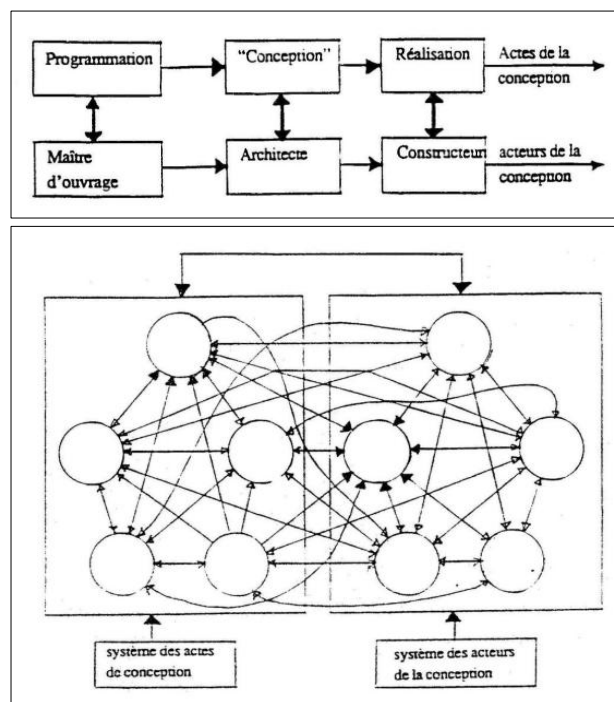 Programmation
“Conception”
Réalisation
Actes de la
conception
Maître
d’ouvrage
Architecte
Constructeur
acteurs de la
conception
système des actes
de conception
système des acteurs
de la conception